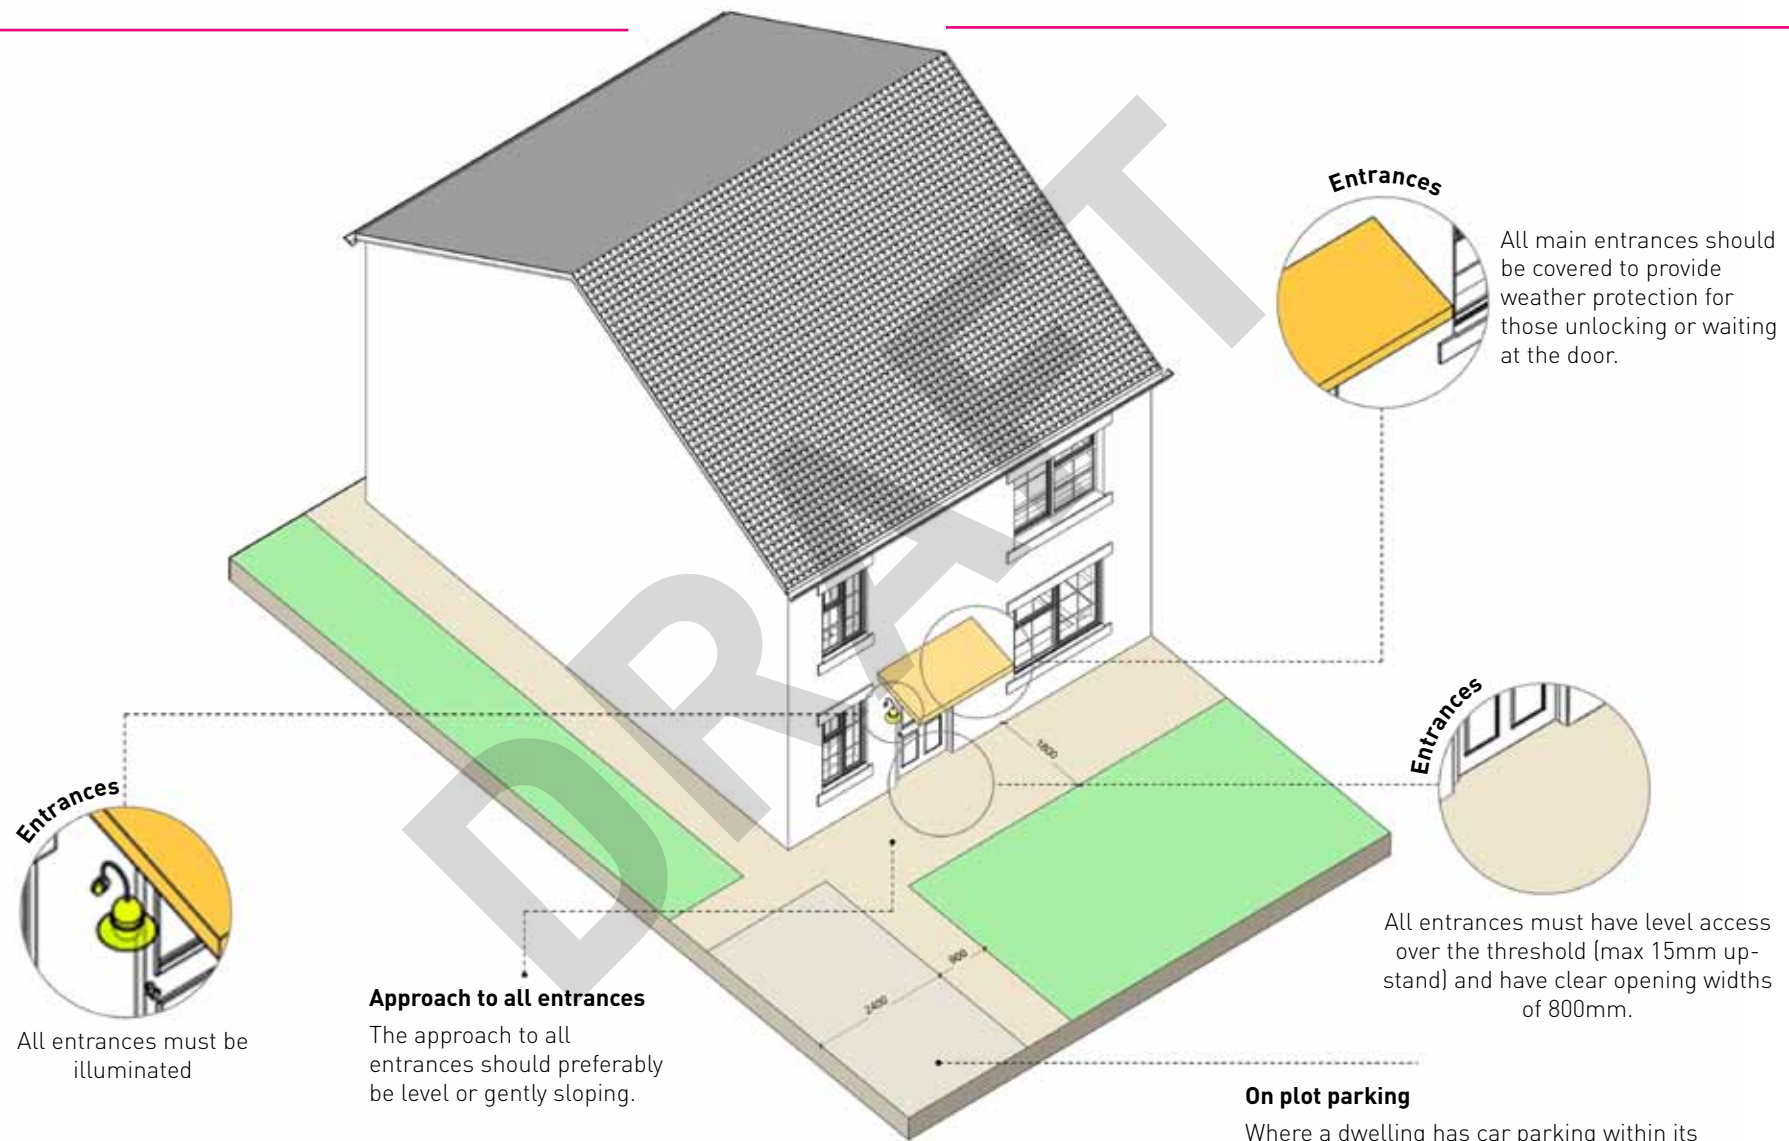 Entrances
All main entrances should
be covered to provide
weather protection for
those unlocking or waiting
at the door.
DRAFT
1800
Entrances
All entrances must have level access
over the threshold (max 15mm up-
stand) and have clear opening widths
of 800mm.
Entrances
All entrances must be
illuminated
Approach to all entrances
The approach to all
entrances should preferably
be level or gently sloping.
900
2400
On plot parking
Where a dwelling has car parking within its